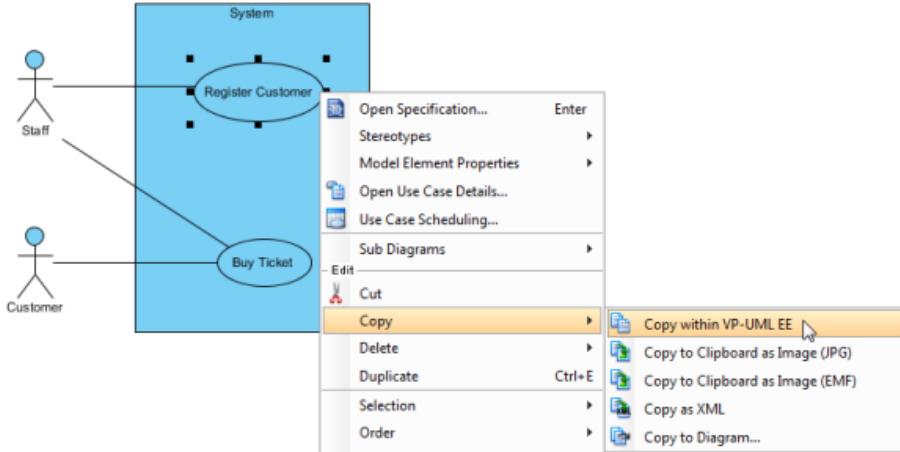 System
Register Customer
Staff
Buy Ticket
Customer
Open Specification... Enter
Stereotypes
Model Element Properties
Open Use Case Details...
Use Case Scheduling...
Sub Diagrams
Edit
Cut
Copy
Delete
Duplicate Ctrl+E
Selection
Order
Copy within VP-UML EE
Copy to Clipboard as Image (JPG)
Copy to Clipboard as Image (EMF)
Copy as XML
Copy to Diagram...